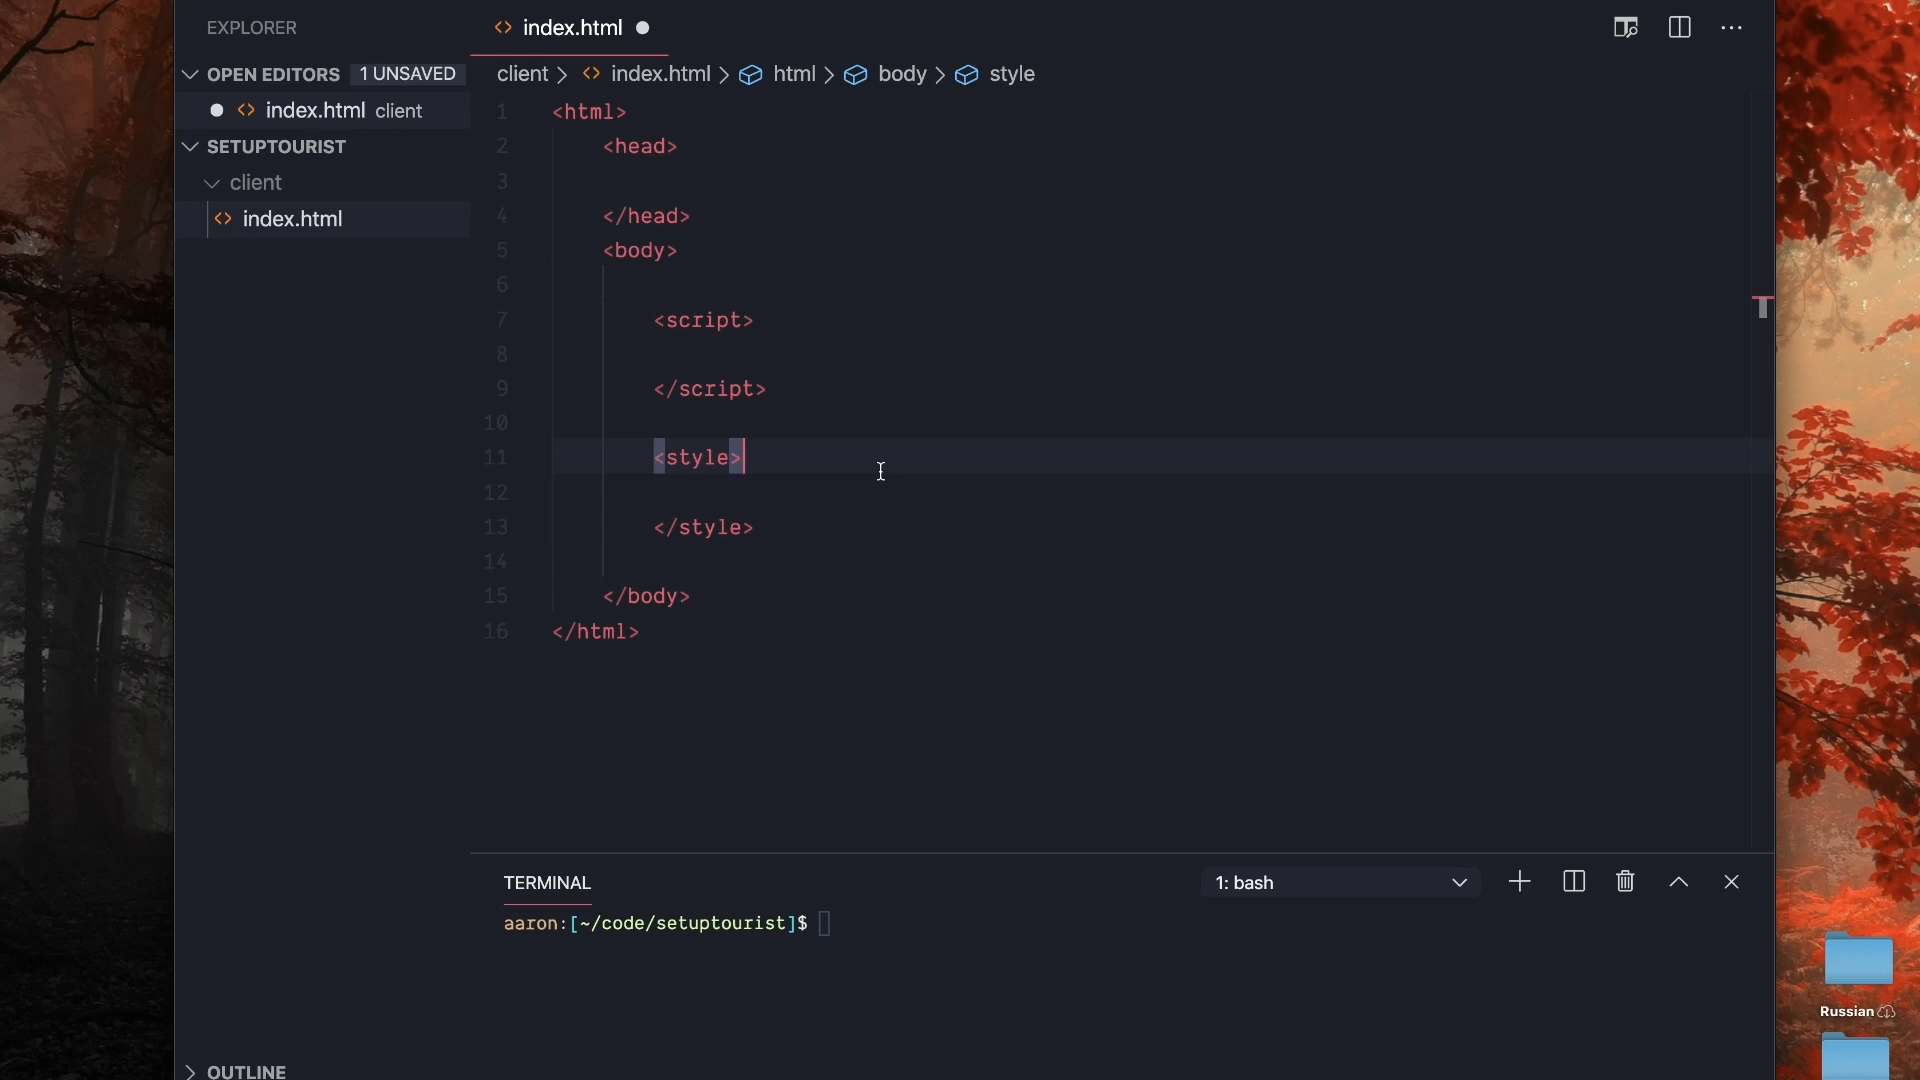 EXPLORER
OPEN EDITORS 1 UNSAVED
index.html client
SETUPTOURIST
client
index.html
OUTLINE
index.html
client > index.html > html > body > style
1 <html>
2 <head>
3
4 </head>
5 <body>
6
7 <script>
8
9 </script>
10
11 <style>
12
13 </style>
14
15 </body>
16 </html>
TERMINAL
1: bash
aaron:[~/code/setuptourist]$
Russian